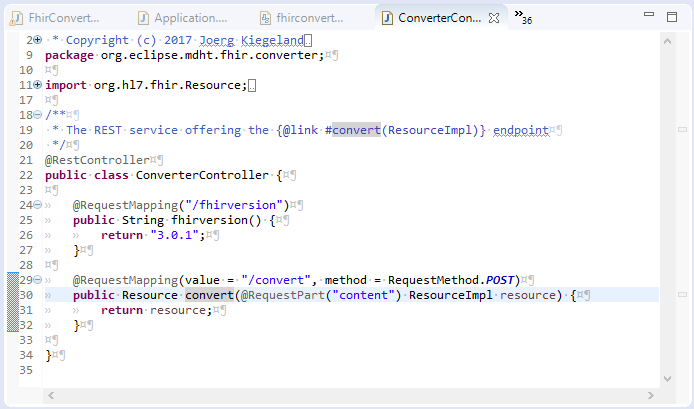 FhirConvert...
Application....
fhirconvert...
ConverterCon...
»36
2 * Copyright (c) 2017 Joerg Kiegeland
9 package org.eclipse.mdht.fhir.converter;¤¶
10 ¤¶
11 import org.hl7.fhir.Resource;
17 ¤¶
18 /**¤¶
19 * The REST service offering the {@link #convert(ResourceImpl)} endpoint¤¶
20 */¤¶
21 @RestController¤¶
22 public class ConverterController {¤¶
23 ¤¶
24 » @RequestMapping("/fhirversion")¤¶
25 » public String fhirversion() {¤¶
26 » » return "3.0.1";¤¶
27 » }¤¶
28 ¤¶
29 » @RequestMapping(value = "/convert", method = RequestMethod.POST)¤¶
30 » public Resource convert(@RequestPart("content") ResourceImpl resource) {¤¶
31 » » return resource;¤¶
32 » }¤¶
33 ¤¶
34 }¤¶
35